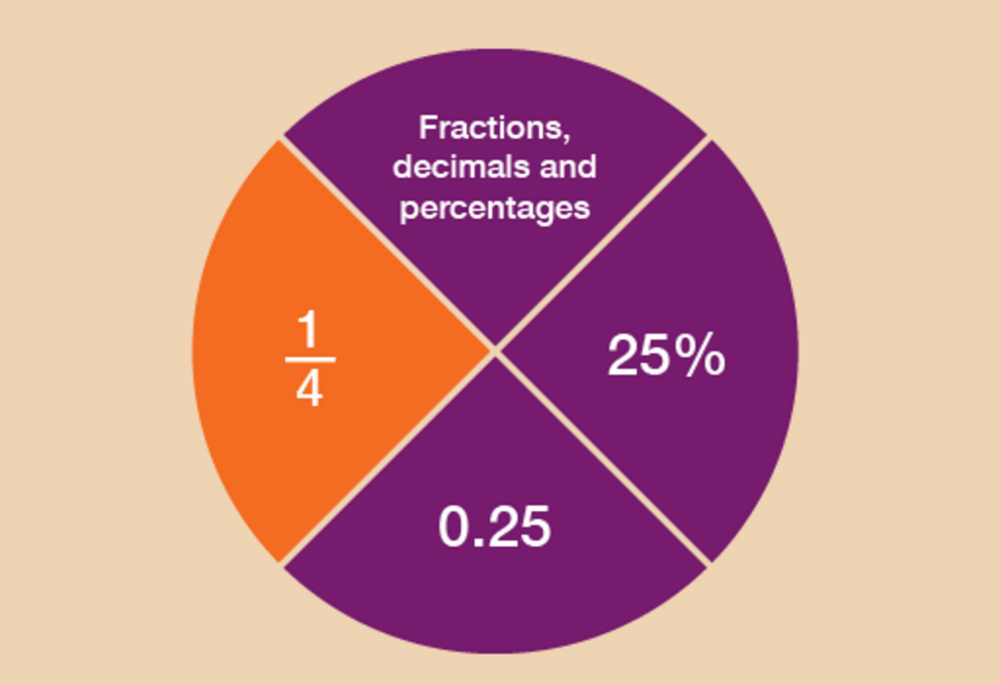 Fractions,
decimals and
percentages
1
4
25%
0.25